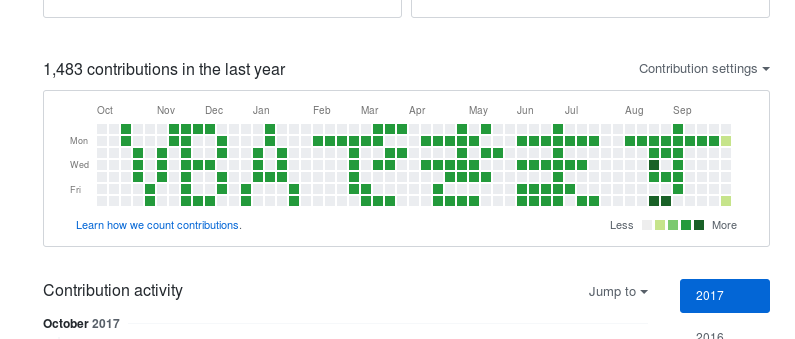 1,483 contributions in the last year
Contribution settings
Oct Nov Dec Jan Feb Mar Apr May Jun Jul Aug Sep
Mon
Wed
Fri
Learn how we count contributions.
Less More
Contribution activity
Jump to
2017
October 2017
2016